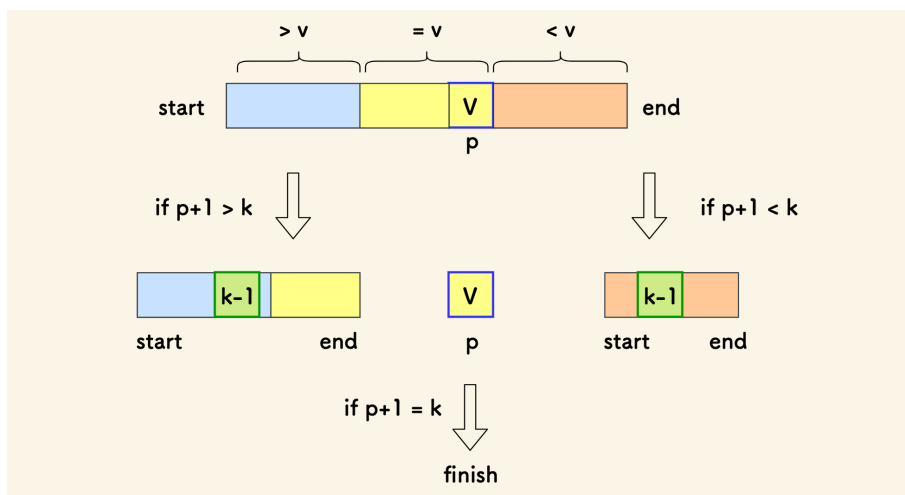 > v = v < v
start V end
p
if p+1 > k if p+1 < k
k-1 V k-1
start end p start end
if p+1 = k
finish